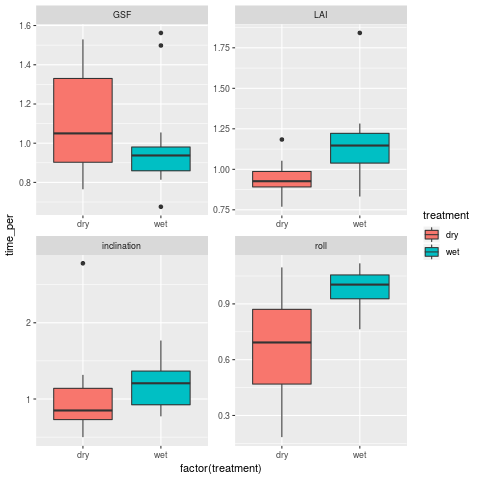 GSF
LAI
1.6
1.4
1.2
1.0
0.8
1.75
1.50
1.25
1.00
0.75
dry
wet
dry
wet
time_per
inclination
roll
2
1
0.9
0.6
0.3
dry
wet
dry
wet
factor(treatment)
treatment
dry
wet